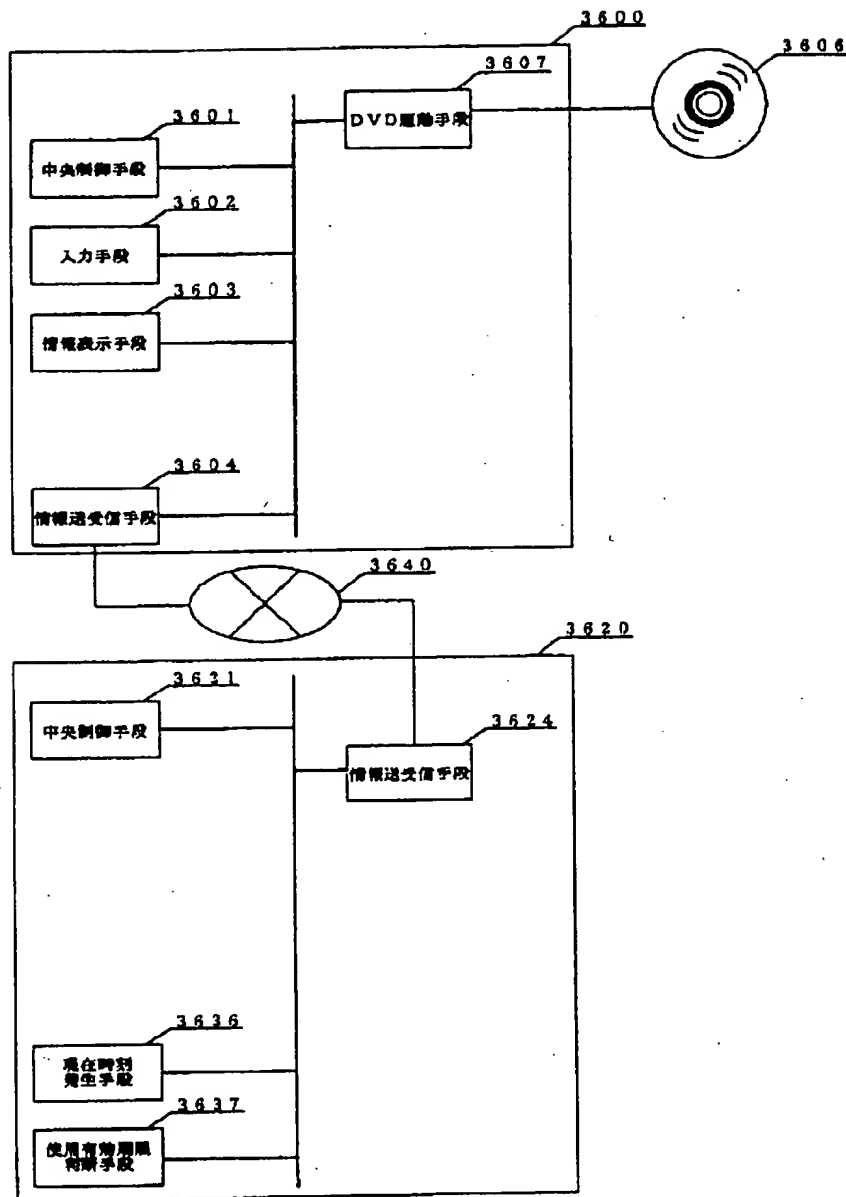 3600
3606
3607
DVD駆動手段
3601
中央制御手段
3602
入力手段
3603
情報表示手段
3604
情報送受信手段
3640
3620
3621
中央制御手段
3624
情報送受信手段
3636
現在時刻
発生手段
3637
使用有効期限
判断手段